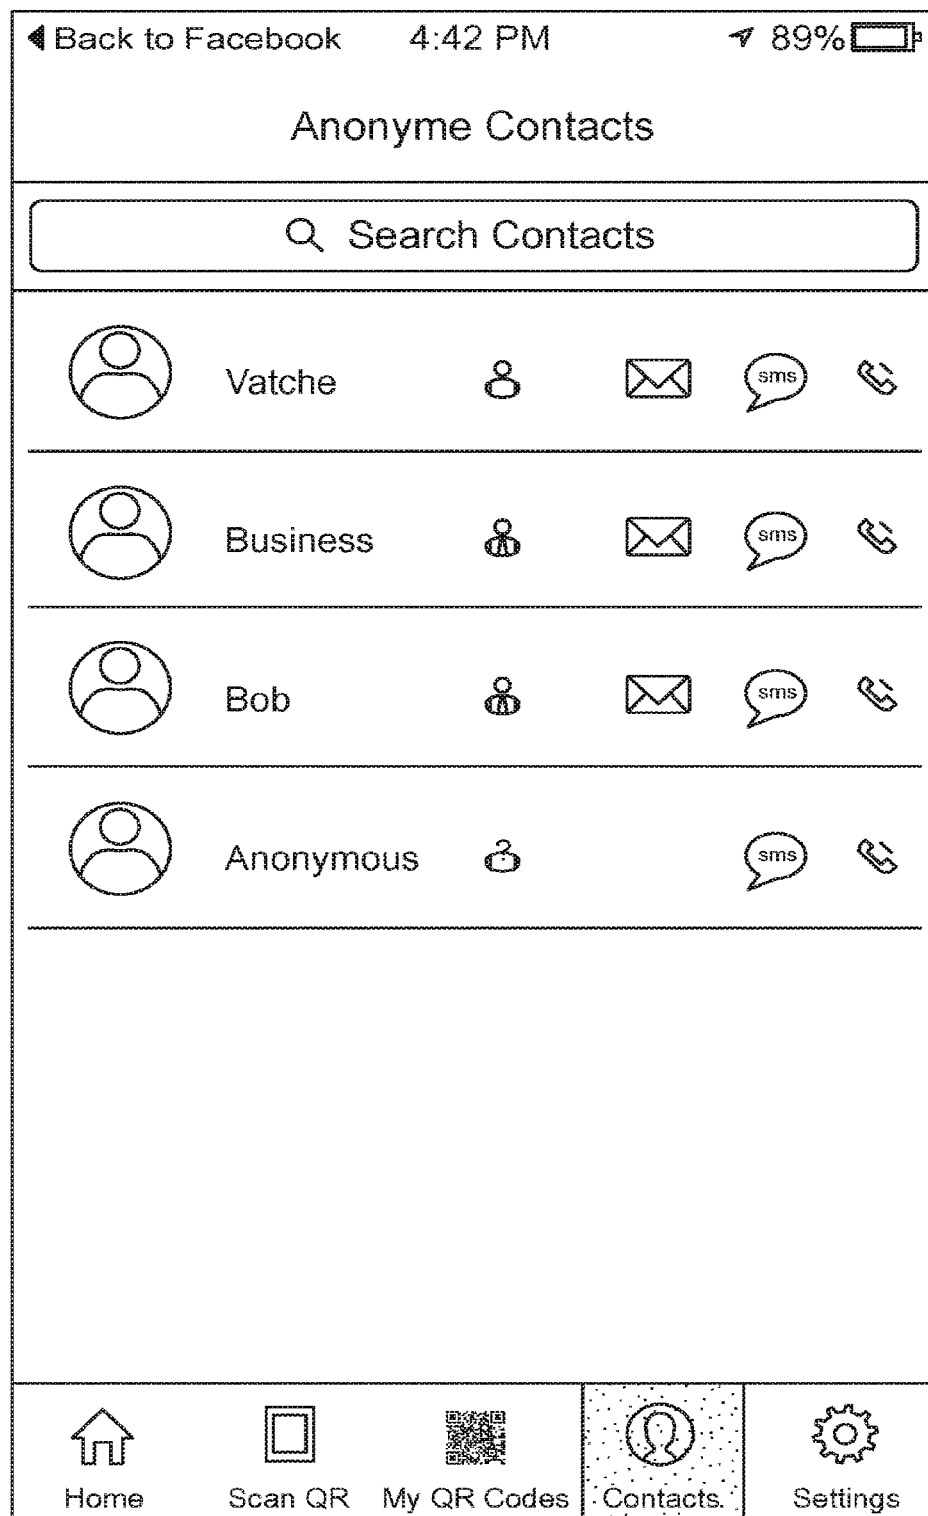 Back to Facebook 4:42 PM 89%
Anonyme Contacts
Search Contacts
Vatche sms
Business sms
Bob sms
Anonymous ? sms
Home Scan QR My QR Codes Contacts Settings